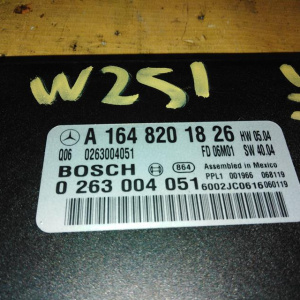 W251
A 164 820 18 26 HW 05.04
Q06 0263004051 FD 06M01 SW 40.04
BOSCH 864 Assembled in Mexico
PPL1 001966 068119
0 263 004 051 6002JC0616060119